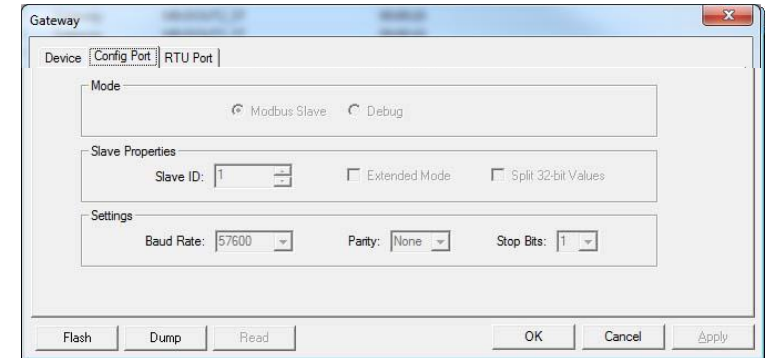 Gateway
Device Config Port RTU Port
Mode
Modbus Slave Debug
Slave Properties
Slave ID: 1 Extended Mode Split 32-bit Values
Settings
Baud Rate: 57600 Parity: None Stop Bits: 1
Flash Dump Read OK Cancel Apply